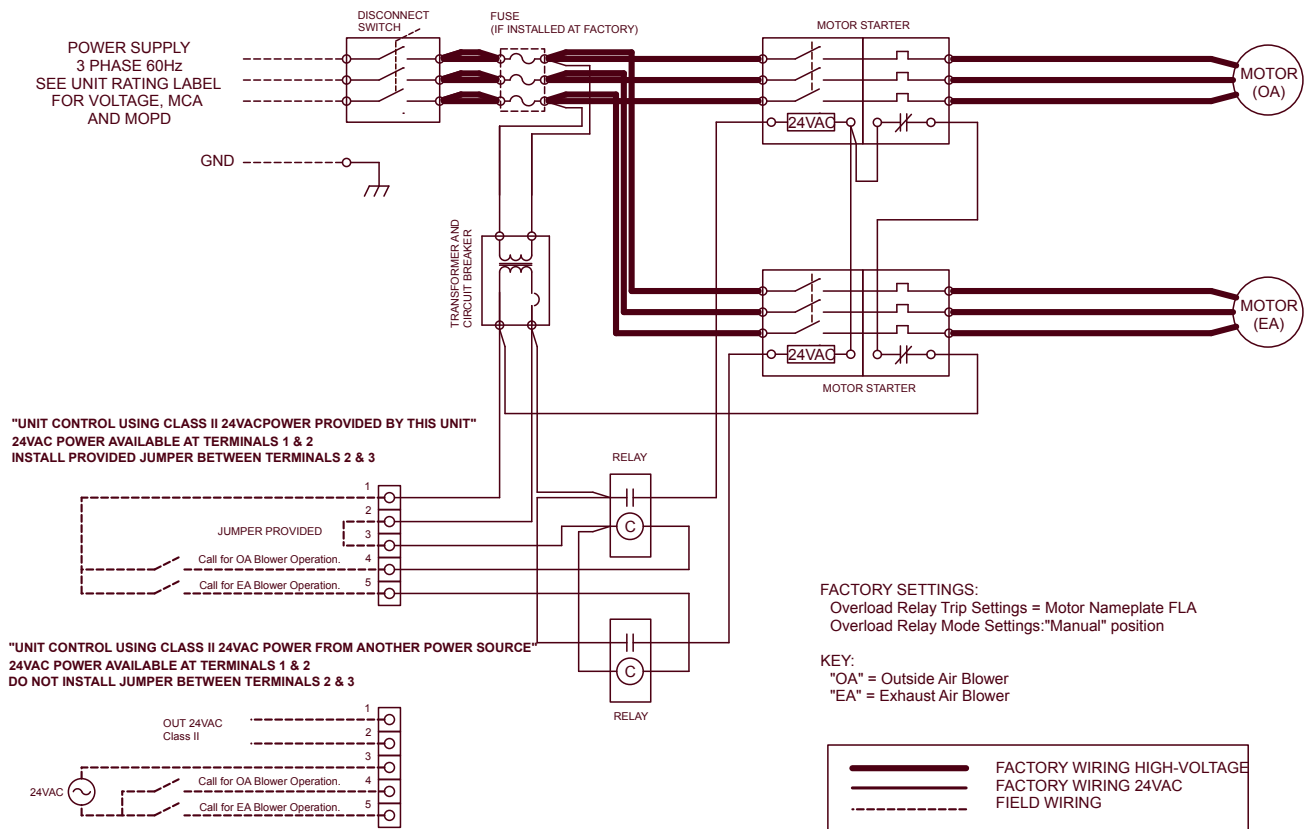 DISCONNECT
SWITCH
FUSE
(IF INSTALLED AT FACTORY)
MOTOR STARTER
POWER SUPPLY
3 PHASE 60Hz
SEE UNIT RATING LABEL
FOR VOLTAGE, MCA
AND MOPD
MOTOR
(OA)
24VAC
GND
TRANSFORMER AND
CIRCUIT BREAKER
MOTOR
(EA)
24VAC
MOTOR STARTER
"UNIT CONTROL USING CLASS II 24VACPOWER PROVIDED BY THIS UNIT"
24VAC POWER AVAILABLE AT TERMINALS 1 & 2
INSTALL PROVIDED JUMPER BETWEEN TERMINALS 2 & 3
RELAY
1
2
JUMPER PROVIDED
3
C
Call for OA Blower Operation.
4
Call for EA Blower Operation.
5
FACTORY SETTINGS:
Overload Relay Trip Settings = Motor Nameplate FLA
Overload Relay Mode Settings:"Manual" position
"UNIT CONTROL USING CLASS II 24VAC POWER FROM ANOTHER POWER SOURCE"
24VAC POWER AVAILABLE AT TERMINALS 1 & 2
DO NOT INSTALL JUMPER BETWEEN TERMINALS 2 & 3
C
RELAY
KEY:
"OA" = Outside Air Blower
"EA" = Exhaust Air Blower
1
OUT 24VAC
Class II
2
3
24VAC
Call for OA Blower Operation.
4
Call for EA Blower Operation.
5
FACTORY WIRING HIGH-VOLTAGE
FACTORY WIRING 24VAC
FIELD WIRING